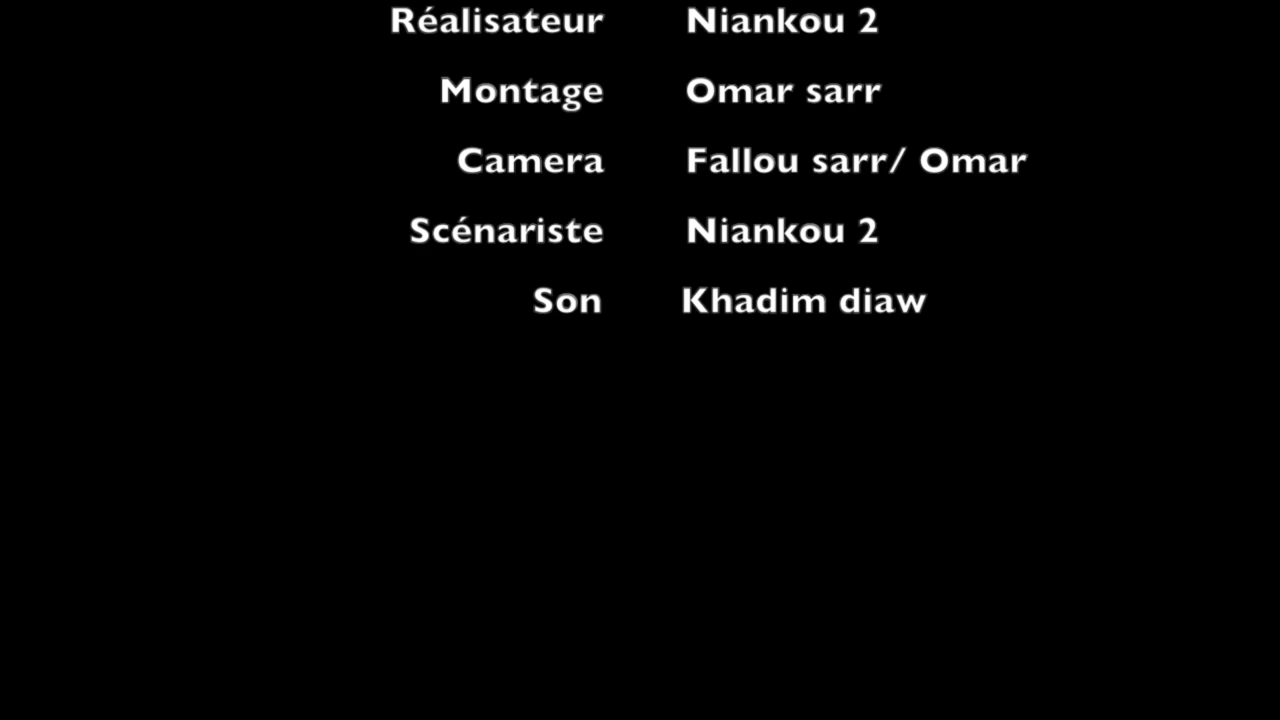 Réalisateur Niankou 2
Montage Omar sarr
Camera Fallou sarr/ Omar
Scénariste Niankou 2
Son Khadim diaw